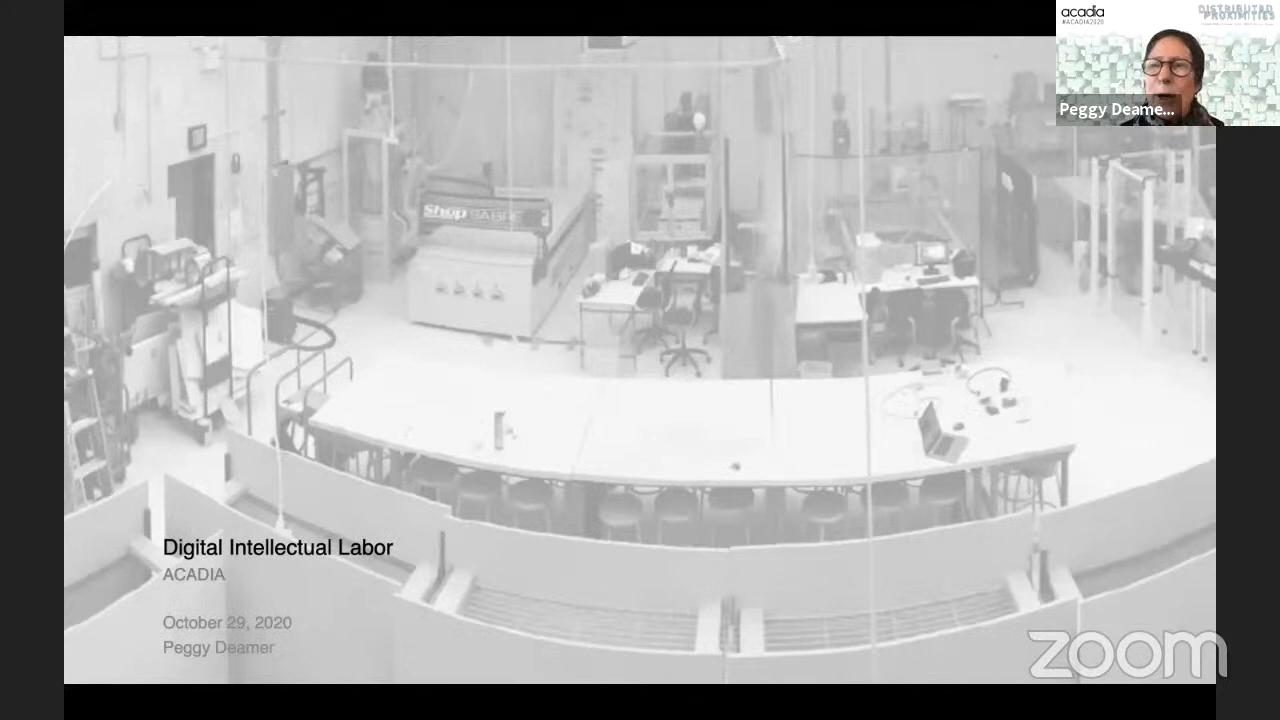 acadia
#ACADIA2020
DISTRIBUTED
PROXIMITIES
Peggy Deame...
Shop SABRE
Digital Intellectual Labor
ACADIA
October 29, 2020
Peggy Deamer
zoom